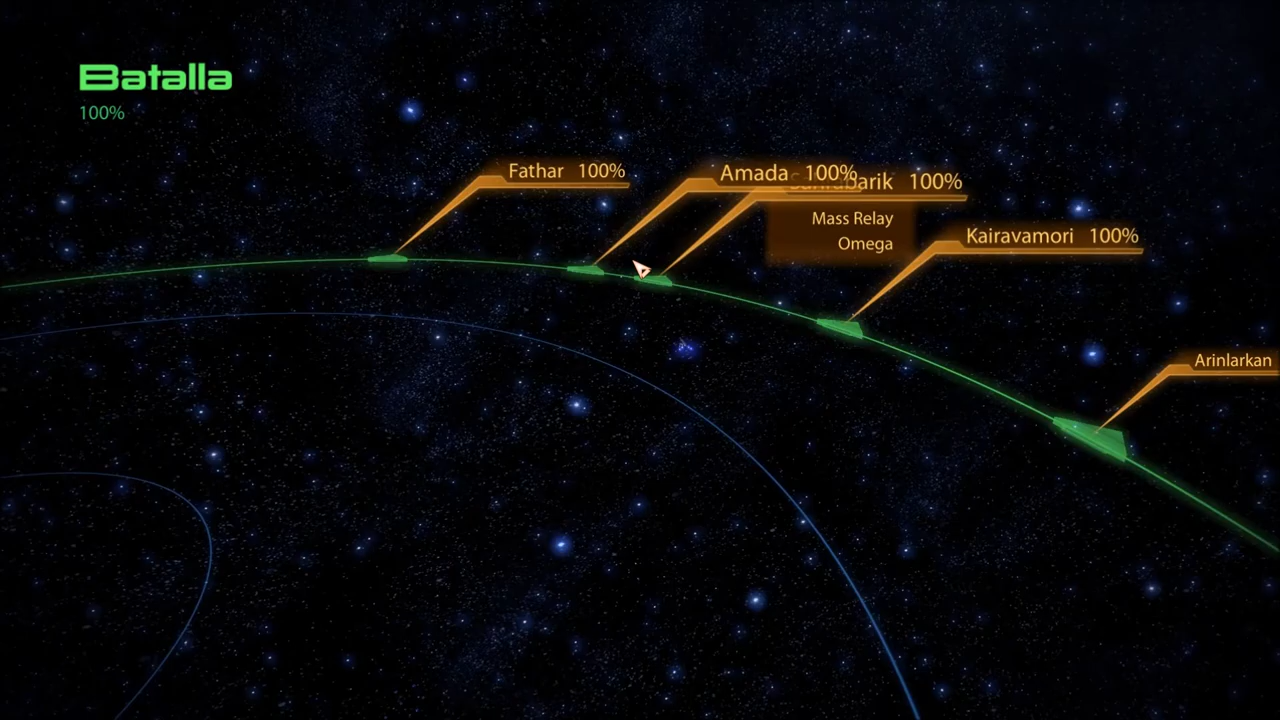 Batalla
100%
Fathar 100%
Amada 100%
100%
Mass Relay
Omega
Kairavamori 100%
Arinlarkan